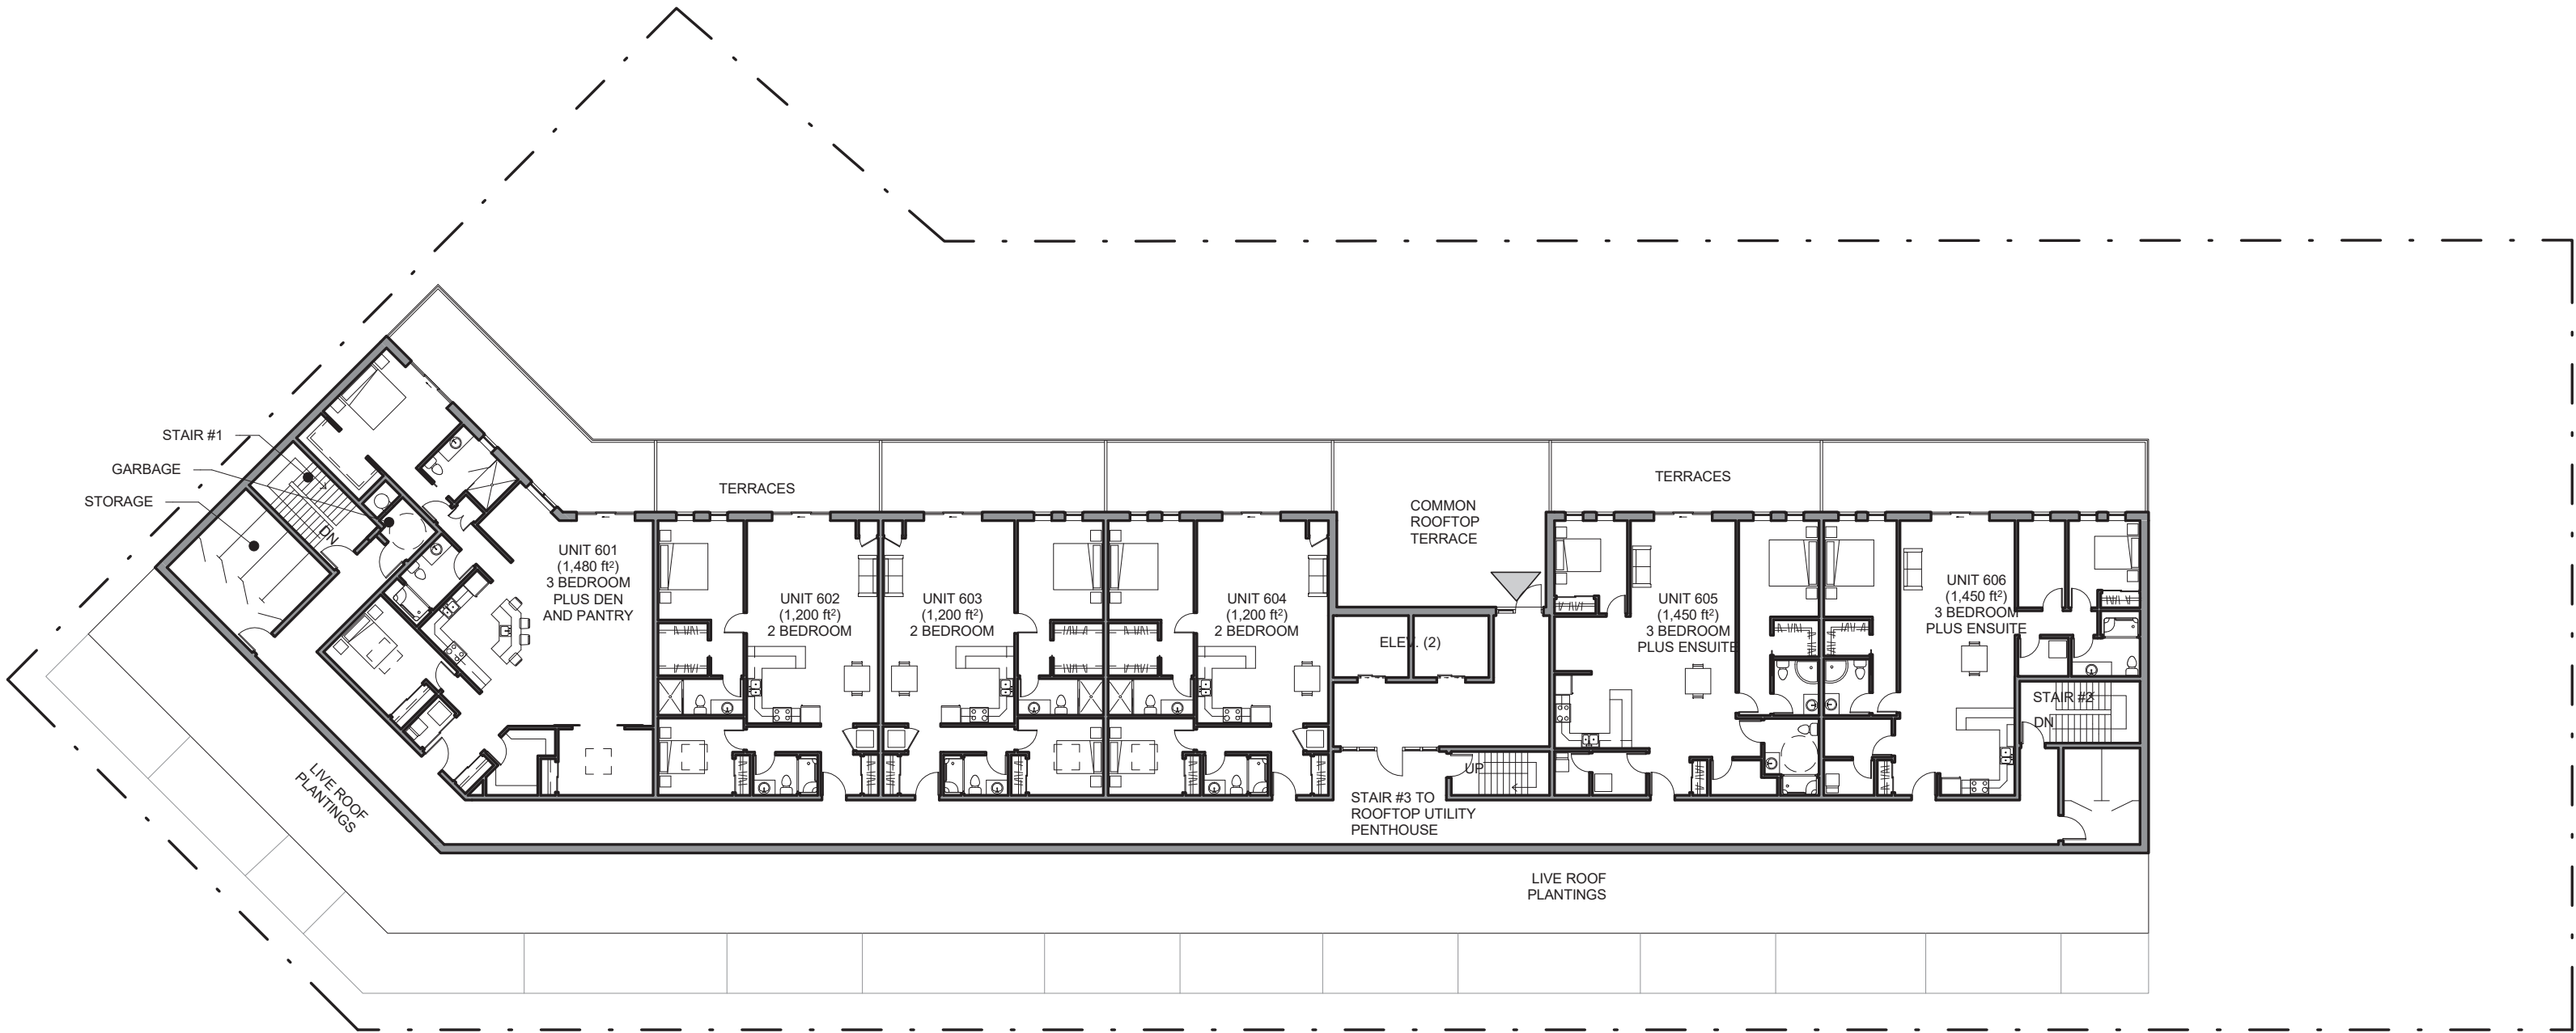 STAIR #1
GARBAGE
STORAGE
DN
UNIT 601
(1,480 ft²)
3 BEDROOM
PLUS DEN
AND PANTRY
TERRACES
UNIT 602
(1,200 ft²)
2 BEDROOM
UNIT 603
(1,200 ft²)
2 BEDROOM
UNIT 604
(1,200 ft²)
2 BEDROOM
COMMON
ROOFTOP
TERRACE
ELEV. (2)
UP
STAIR #3 TO
ROOFTOP UTILITY
PENTHOUSE
TERRACES
UNIT 605
(1,450 ft²)
3 BEDROOM
PLUS ENSUITE
UNIT 606
(1,450 ft²)
3 BEDROOM
PLUS ENSUITE
STAIR #2
DN
LIVE ROOF
PLANTINGS
LIVE ROOF
PLANTINGS